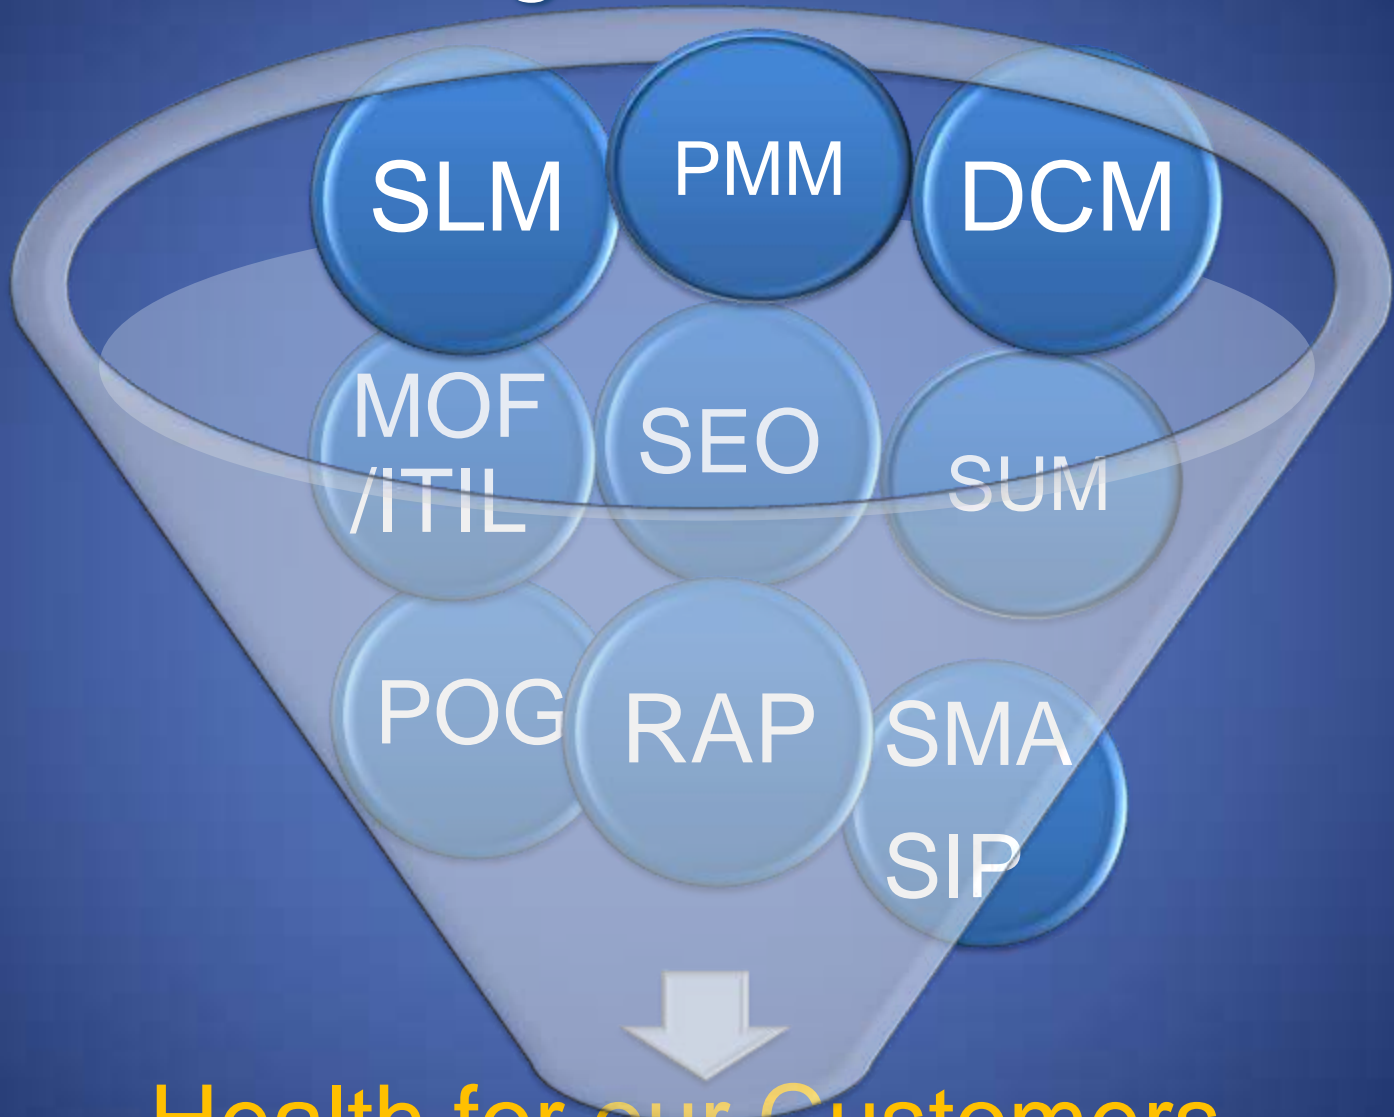 SLM
PMM
DCM
MOF
/ITIL
SEO
SUM
POG
RAP
SMA
SIP
Health for our Customers